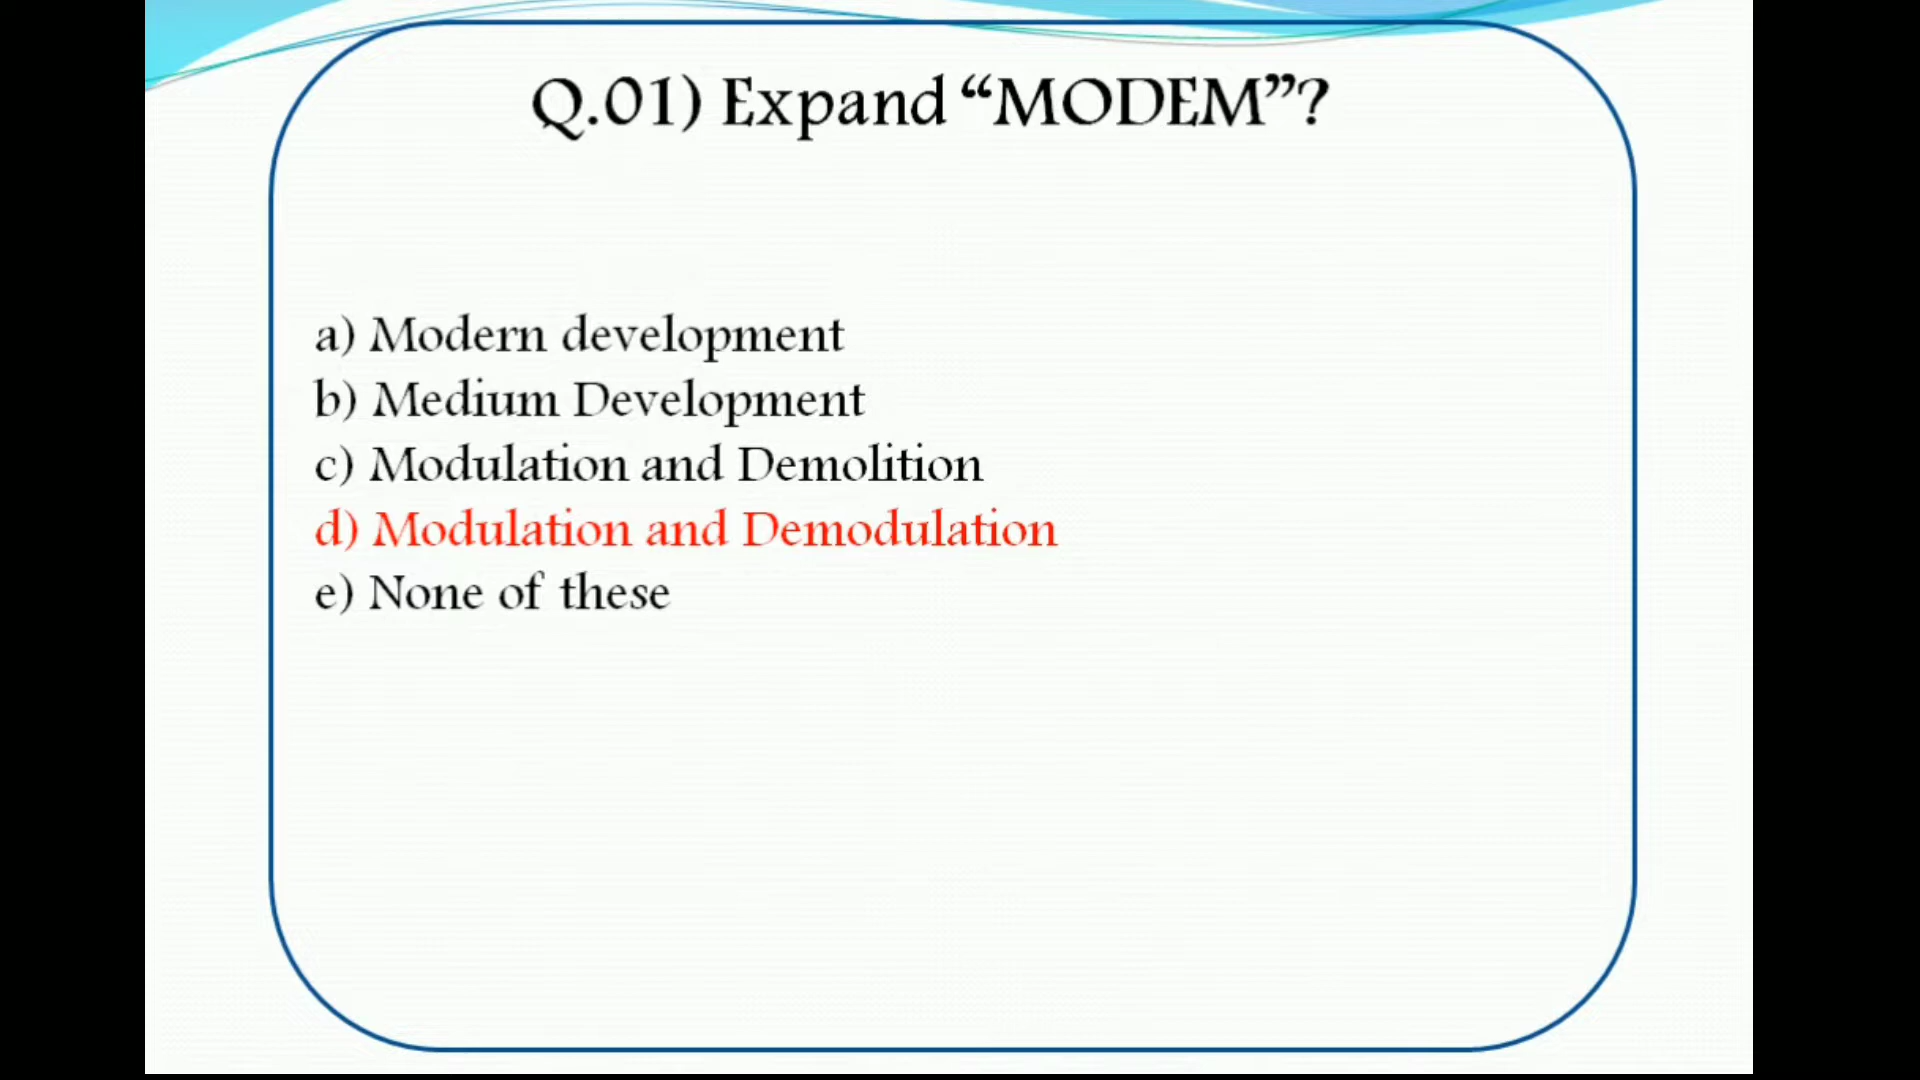 Q.01) Expand “MODEM”?
a) Modern development
b) Medium Development
c) Modulation and Demolition
d) Modulation and Demodulation
e) None of these